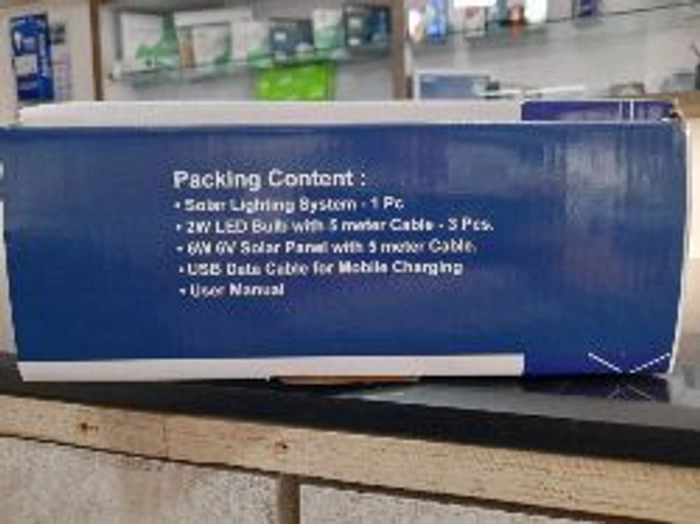 Packing Content :
• Solar Lighting System - 1 Pc
• 2W LED Bulb with 5 meter Cable - 3 Pcs.
• 6W 6V Solar Panel with 5 meter Cable.
• USB Data Cable for Mobile Charging
• User Manual